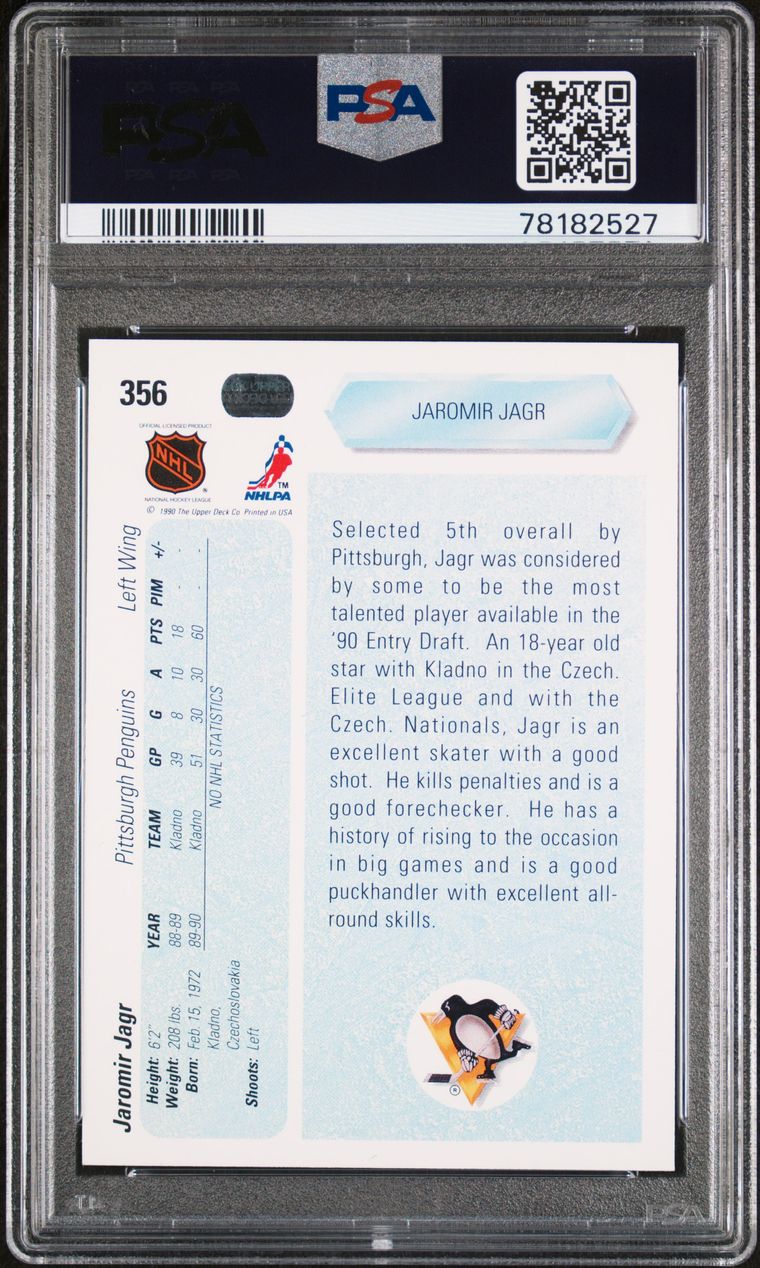 PSA
PSA
78182527
356
JAROMIR JAGR
OFFICIAL LICENSED PRODUCT
NHL
®
NATIONAL HOCKEY LEAGUE
TM
NHLPA
© 1990 The Upper Deck Co. Printed in USA
Jaromir Jagr Pittsburgh Penguins Left Wing
Height: 6'2"
Weight: 208 lbs.
Born: Feb. 15, 1972
Kladno,
Czechoslovakia
Shoots: Left
YEAR TEAM GP G A PTS PIM +/-
88-89 Kladno 39 8 10 18 - -
89-90 Kladno 51 30 30 60 - -
NO NHL STATISTICS
Selected 5th overall by
Pittsburgh, Jagr was considered
by some to be the most
talented player available in the
'90 Entry Draft. An 18-year old
star with Kladno in the Czech.
Elite League and with the
Czech. Nationals, Jagr is an
excellent skater with a good
shot. He kills penalties and is a
good forechecker. He has a
history of rising to the occasion
in big games and is a good
puckhandler with excellent all-
round skills.
®
PSA